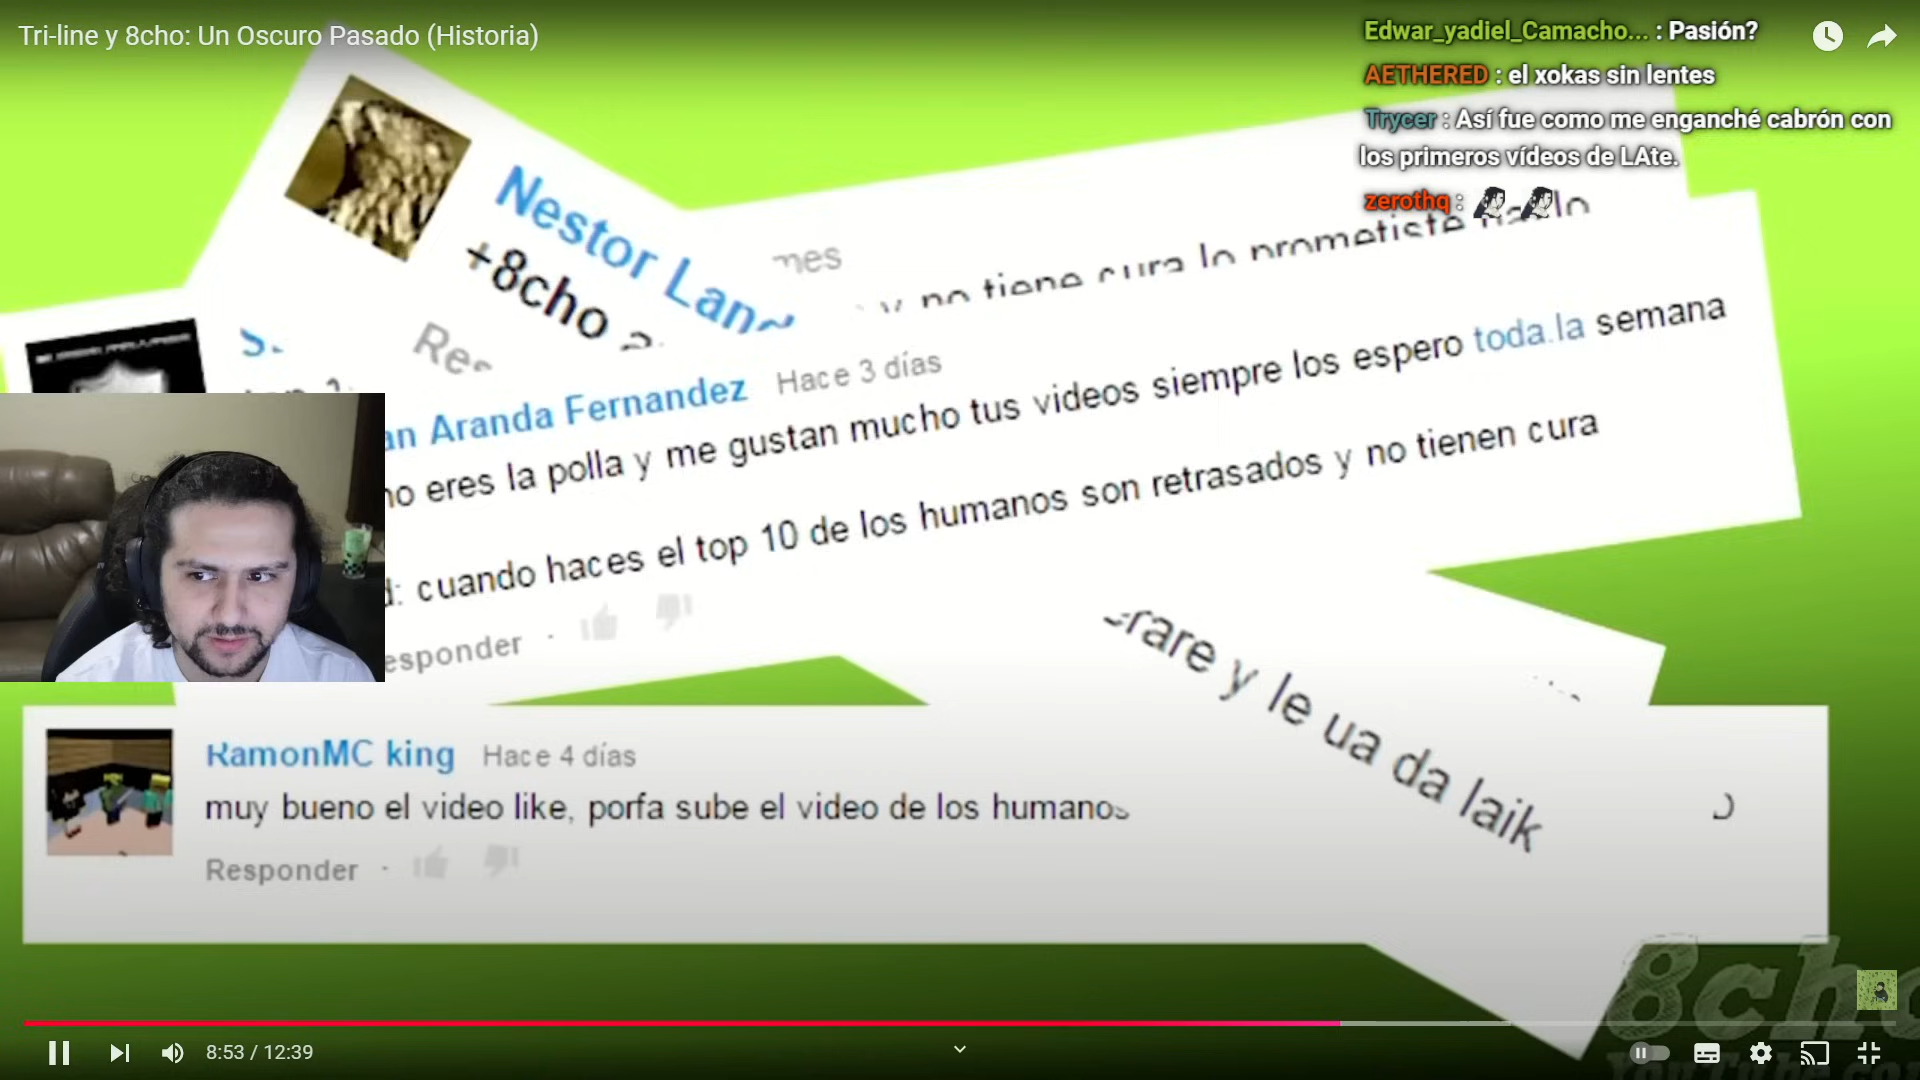 Tri-line y 8cho: Un Oscuro Pasado (Historia)
Edwar_yadiel_Camacho... : Pasión?
AETHERED : el xokas sin lentes
Trycer : Así fue como me enganché cabrón con
los primeros vídeos de LAte.
zerothq :
Nestor
+8cho
y no tiene cura lo prometiste
an Aranda Fernandez Hace 3 días
no eres la polla y me gustan mucho tus videos siempre los espero toda.la semana
d: cuando haces el top 10 de los humanos son retrasados y no tienen cura
esponder ·
rare y le ua da laik
RamonMC king Hace 4 días
muy bueno el video like, porfa sube el video de los humanos
Responder ·
8cho
8:53 / 12:39